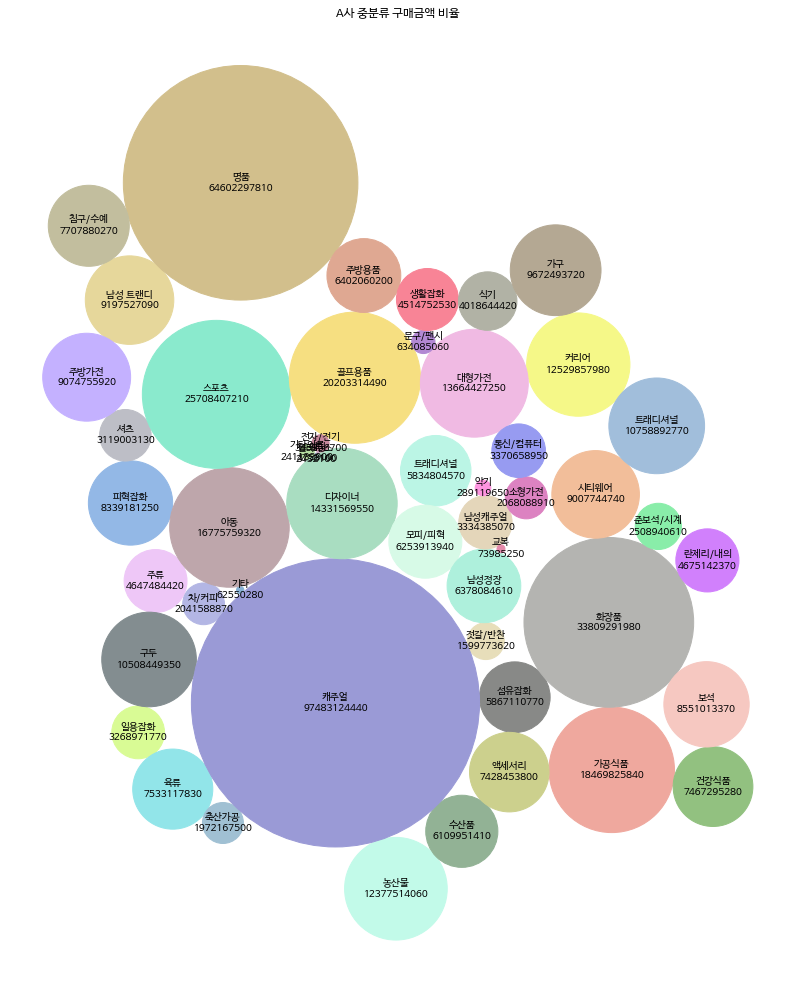 A사 중분류 구매금액 비율
명품
64602297810
침구/수예
7707880270
주방용품
6402060200
가구
9672493720
남성 트랜디
9197527090
생활잡화
4514752530
식기
4018644420
문구/팬시
634085060
주방가전
9074755920
스포츠
25708407210
골프용품
20203314490
대형가전
13664427250
커리어
12529857980
셔츠
3119003130
전자/전기
트래디셔널
10758892770
통신/컴퓨터
3370658950
피혁잡화
8339181250
트래디셔널
5834804570
디자이너
14331569550
악기
289119650
소형가전
2068088910
시티웨어
9007744740
아동
16775759320
남성캐주얼
3334385070
준보석/시계
2508940610
모피/피혁
6253913940
교복
73985250
란제리/내의
4675142370
주류
4647484420
기타
62550280
남성정장
6378084610
차/커피
2041588870
화장품
33809291980
젓갈/반찬
1599773620
구두
10508449350
캐주얼
97483124440
섬유잡화
5867110770
보석
8551013370
일용잡화
3268971770
액세서리
7428453800
가공식품
18469825840
육류
7533117830
건강식품
7467295280
축산가공
1972167500
수산품
6109951410
농산물
12377514060